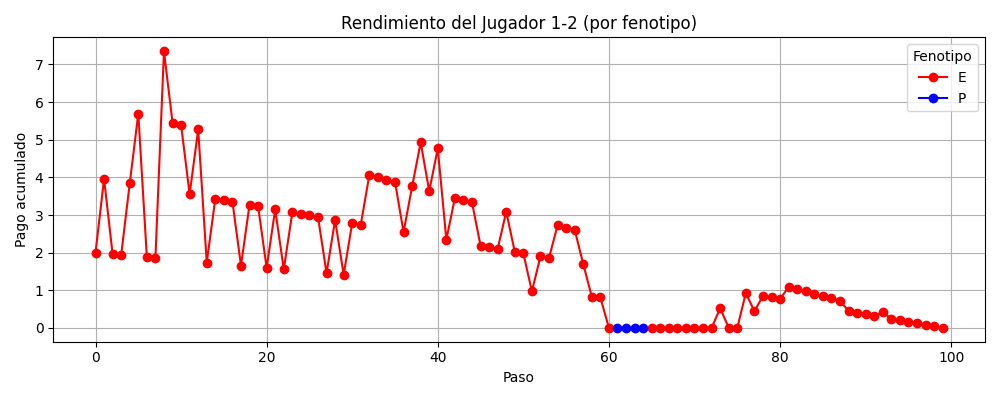 Rendimiento del Jugador 1-2 (por fenotipo)
Pago acumulado
7
6
5
4
3
2
1
0
Fenotipo
E
P
0 20 40 60 80 100
Paso